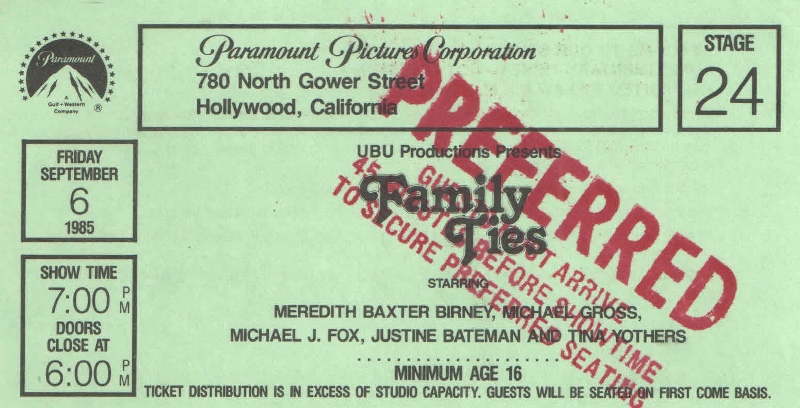 Paramount
A
Gulf+Western
Company
®
Paramount Pictures Corporation
780 North Gower Street
Hollywood, California
STAGE
24
FRIDAY
SEPTEMBER
6
1985
SHOW TIME
7:00 PM
DOORS
CLOSE AT
6:00 PM
UBU Productions Presents
Family
Ties
STARRING
MEREDITH BAXTER BIRNEY, MICHAEL GROSS,
MICHAEL J. FOX, JUSTINE BATEMAN AND TINA YOTHERS
MINIMUM AGE 16
TICKET DISTRIBUTION IS IN EXCESS OF STUDIO CAPACITY. GUESTS WILL BE SEATED ON FIRST COME BASIS.
PREFERRED
GUEST MUST ARRIVE
45 MINUTES BEFORE SHOWTIME
TO SECURE PREFERRED SEATING